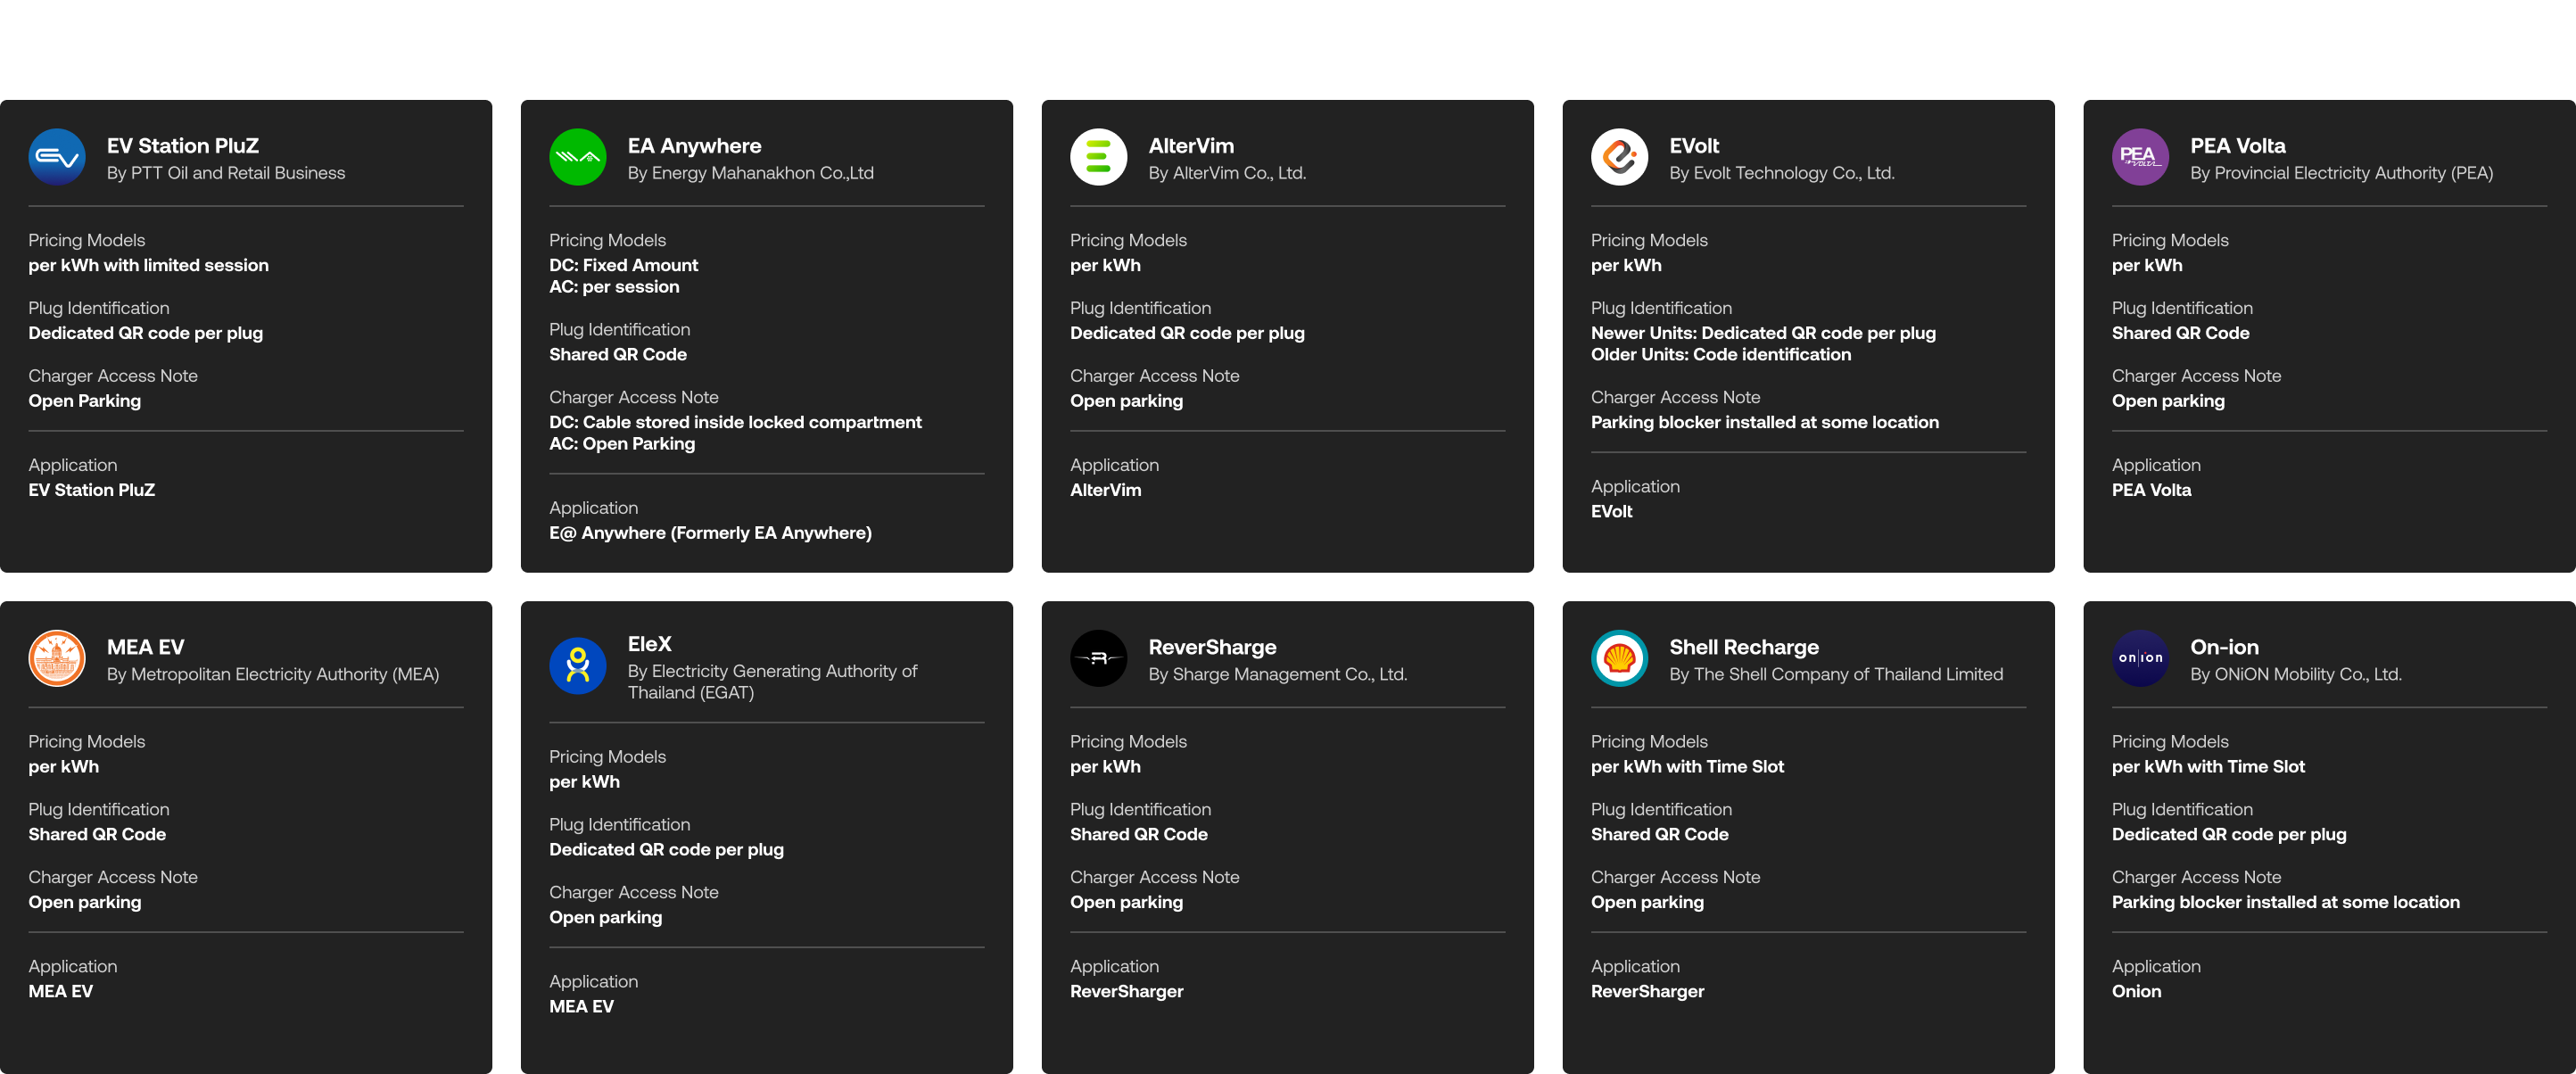 EV Station PluZ
By PTT Oil and Retail Business
Pricing Models
per kWh with limited session
Plug Identification
Dedicated QR code per plug
Charger Access Note
Open Parking
Application
EV Station PluZ
EA Anywhere
By Energy Mahanakhon Co.,Ltd
Pricing Models
DC: Fixed Amount
AC: per session
Plug Identification
Shared QR Code
Charger Access Note
DC: Cable stored inside locked compartment
AC: Open Parking
Application
E@ Anywhere (Formerly EA Anywhere)
AlterVim
By AlterVim Co., Ltd.
Pricing Models
per kWh
Plug Identification
Dedicated QR code per plug
Charger Access Note
Open parking
Application
AlterVim
EVolt
By Evolt Technology Co., Ltd.
Pricing Models
per kWh
Plug Identification
Newer Units: Dedicated QR code per plug
Older Units: Code identification
Charger Access Note
Parking blocker installed at some location
Application
EVolt
PEA
VOLTA
PEA Volta
By Provincial Electricity Authority (PEA)
Pricing Models
per kWh
Plug Identification
Shared QR Code
Charger Access Note
Open parking
Application
PEA Volta
MEA EV
By Metropolitan Electricity Authority (MEA)
Pricing Models
per kWh
Plug Identification
Shared QR Code
Charger Access Note
Open parking
Application
MEA EV
EleX
By Electricity Generating Authority of
Thailand (EGAT)
Pricing Models
per kWh
Plug Identification
Dedicated QR code per plug
Charger Access Note
Open parking
Application
MEA EV
ReverSharge
By Sharge Management Co., Ltd.
Pricing Models
per kWh
Plug Identification
Shared QR Code
Charger Access Note
Open parking
Application
ReverSharger
Shell Recharge
By The Shell Company of Thailand Limited
Pricing Models
per kWh with Time Slot
Plug Identification
Shared QR Code
Charger Access Note
Open parking
Application
ReverSharger
on|ion
On-ion
By ONiON Mobility Co., Ltd.
Pricing Models
per kWh with Time Slot
Plug Identification
Dedicated QR code per plug
Charger Access Note
Parking blocker installed at some location
Application
Onion